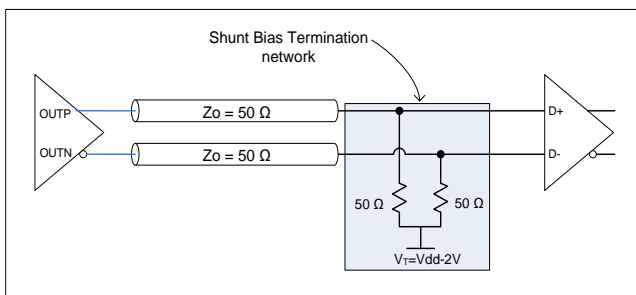 Shunt Bias Termination
network
OUTP
Zo = 50 Ω
D+
OUTN
Zo = 50 Ω
D-
50 Ω
50 Ω
VT=Vdd-2V